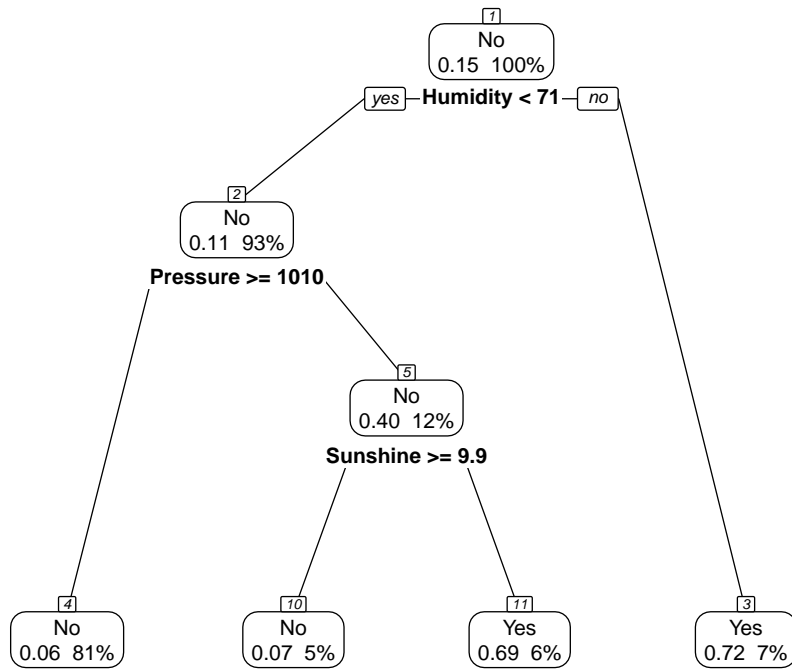 1
No
0.15 100%
yes Humidity < 71 no
2
No
0.11 93%
Pressure >= 1010
5
No
0.40 12%
Sunshine >= 9.9
4
No
0.06 81%
10
No
0.07 5%
11
Yes
0.69 6%
3
Yes
0.72 7%